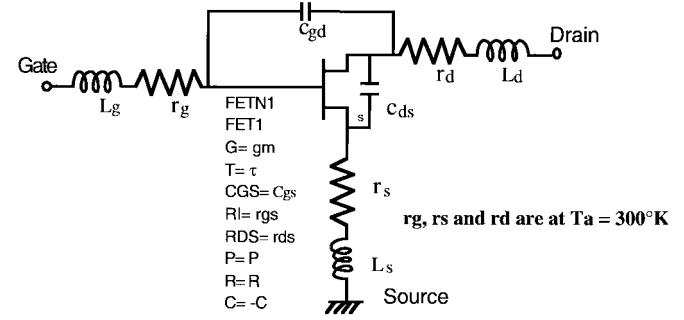 Cgd
Drain
Gate
rd
Ld
Lg
rg
cds
s
FETN1
FET1
G= gm
T= τ
CGS= Cgs
RI= rgs
RDS= rds
P= P
R= R
C= -C
rs
rg, rs and rd are at Ta = 300°K
Ls
Source